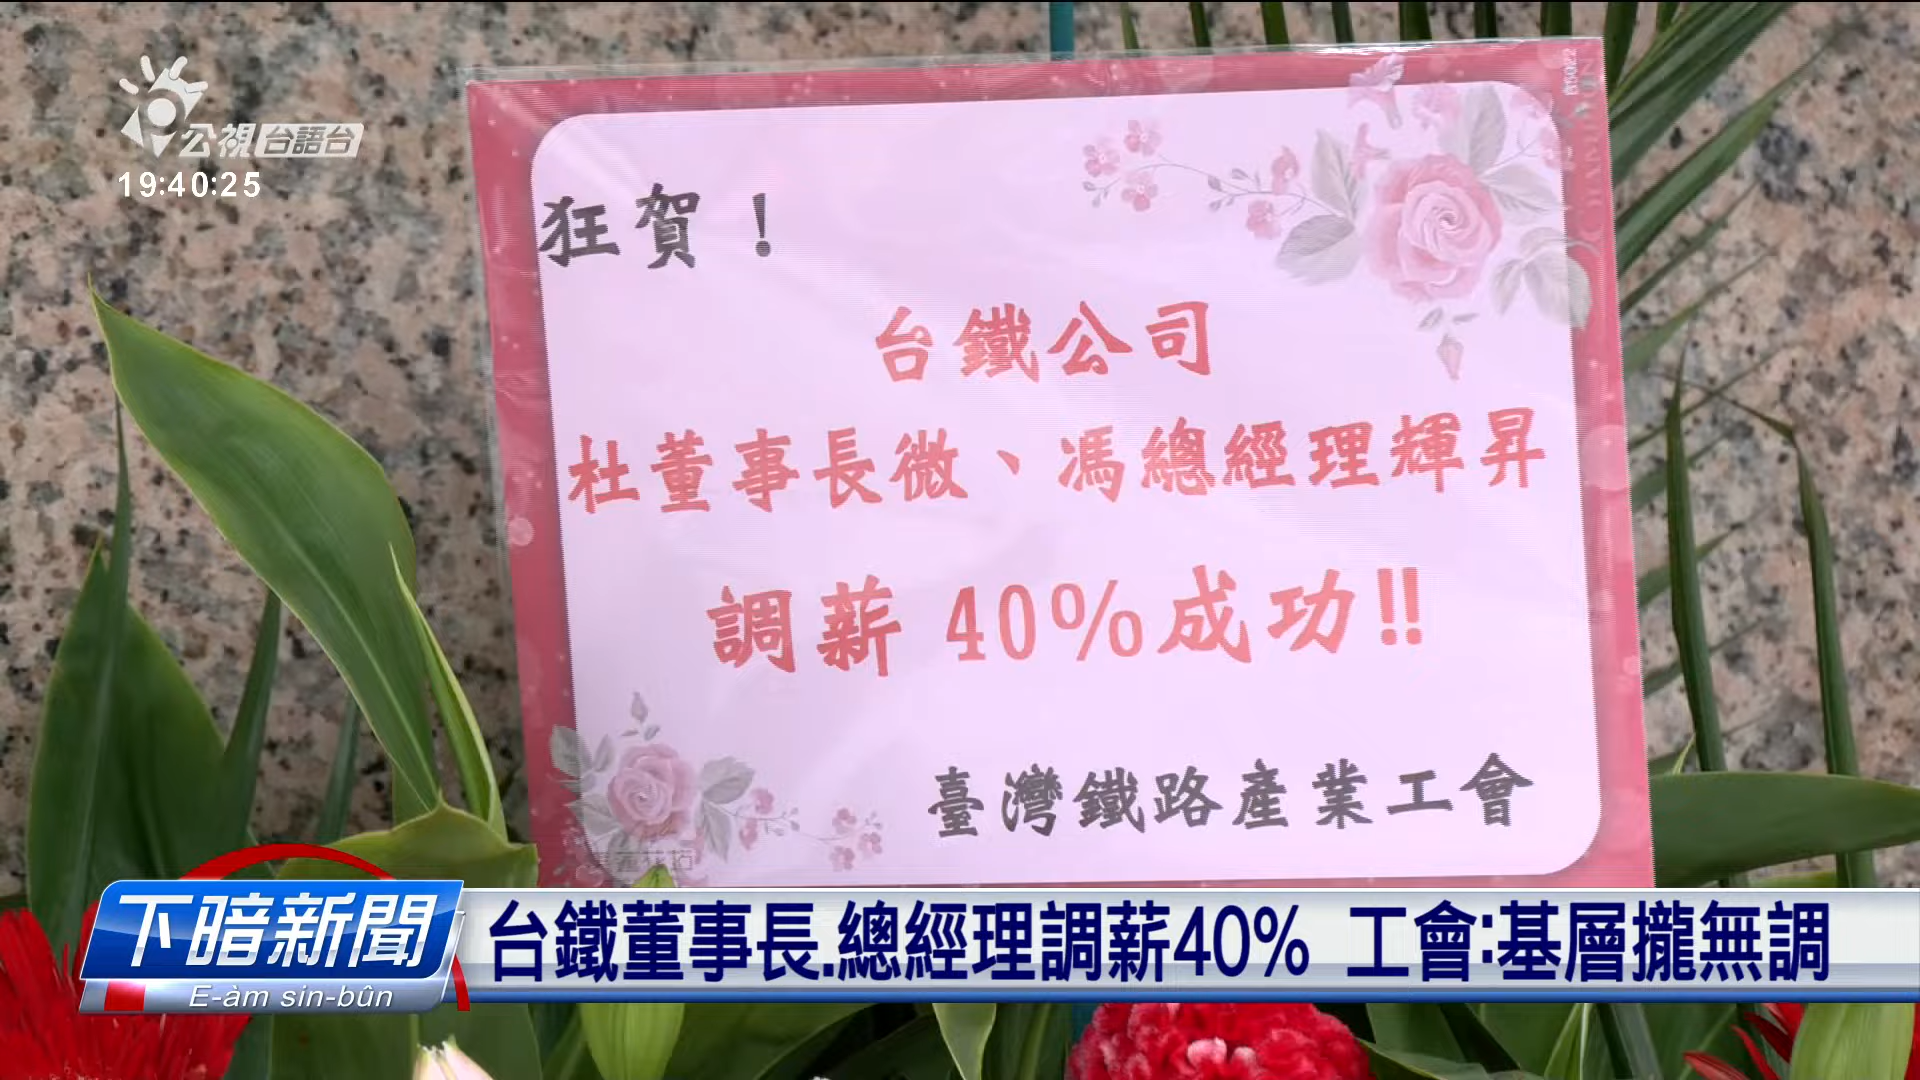 公視台語台
19:40:25
狂賀！
台鐵公司
杜董事長微、馮總經理輝昇
調薪 40%成功!!
臺灣鐵路產業工會
下暗新聞
E-àm sin-bûn
台鐵董事長.總經理調薪40% 工會:基層攏無調